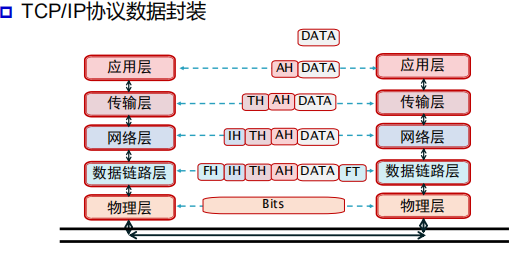 TCP/IP协议数据封装
DATA
应用层 AH DATA 应用层
传输层 TH AH DATA 传输层
网络层 IH TH AH DATA 网络层
数据链路层 FH IH TH AH DATA FT 数据链路层
物理层 Bits 物理层